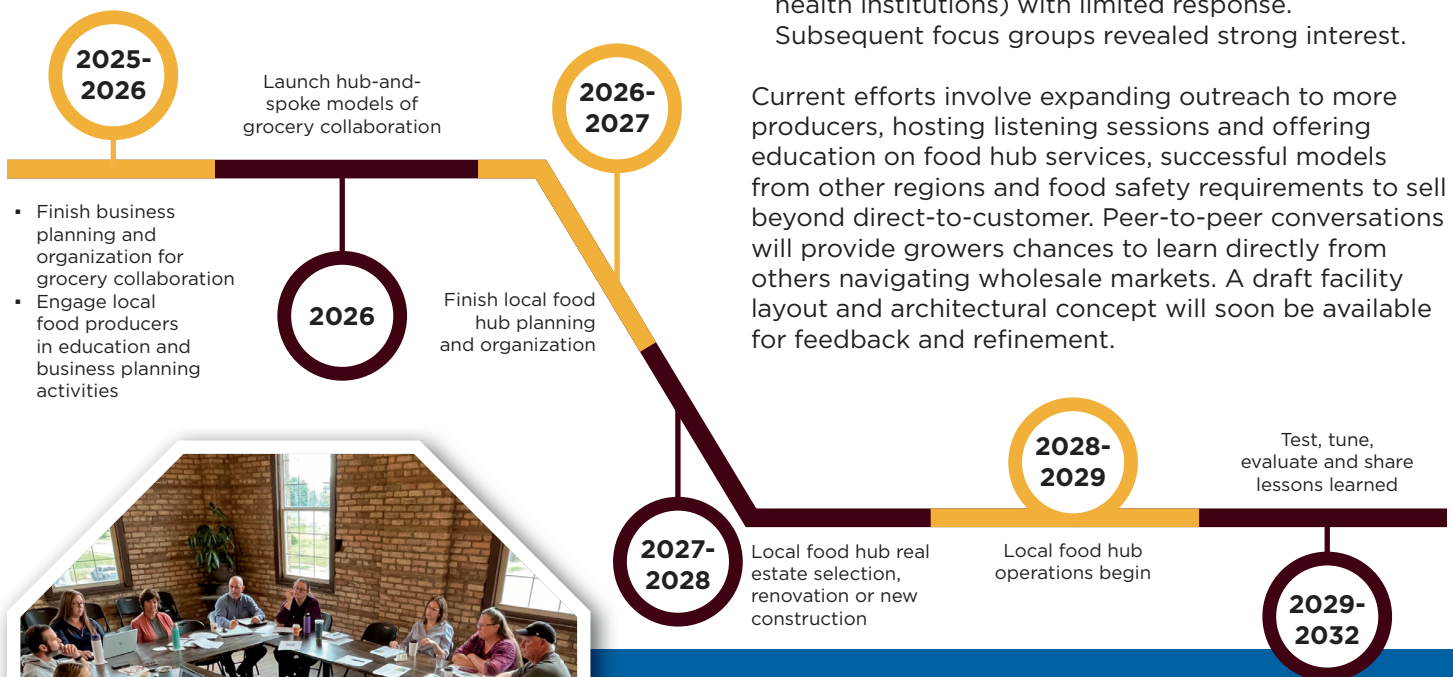 health institutions) with limited response.
Subsequent focus groups revealed strong interest.
Current efforts involve expanding outreach to more
producers, hosting listening sessions and offering
education on food hub services, successful models
from other regions and food safety requirements to sell
beyond direct-to-customer. Peer-to-peer conversations
will provide growers chances to learn directly from
others navigating wholesale markets. A draft facility
layout and architectural concept will soon be available
for feedback and refinement.
2025-
2026
▪ Finish business
planning and
organization for
grocery collaboration
▪ Engage local
food producers
in education and
business planning
activities
Launch hub-and-
spoke models of
grocery collaboration
2026
2026-
2027
Finish local food
hub planning
and organization
2027-
2028
Local food hub real
estate selection,
renovation or new
construction
2028-
2029
Local food hub
operations begin
Test, tune,
evaluate and share
lessons learned
2029-
2032